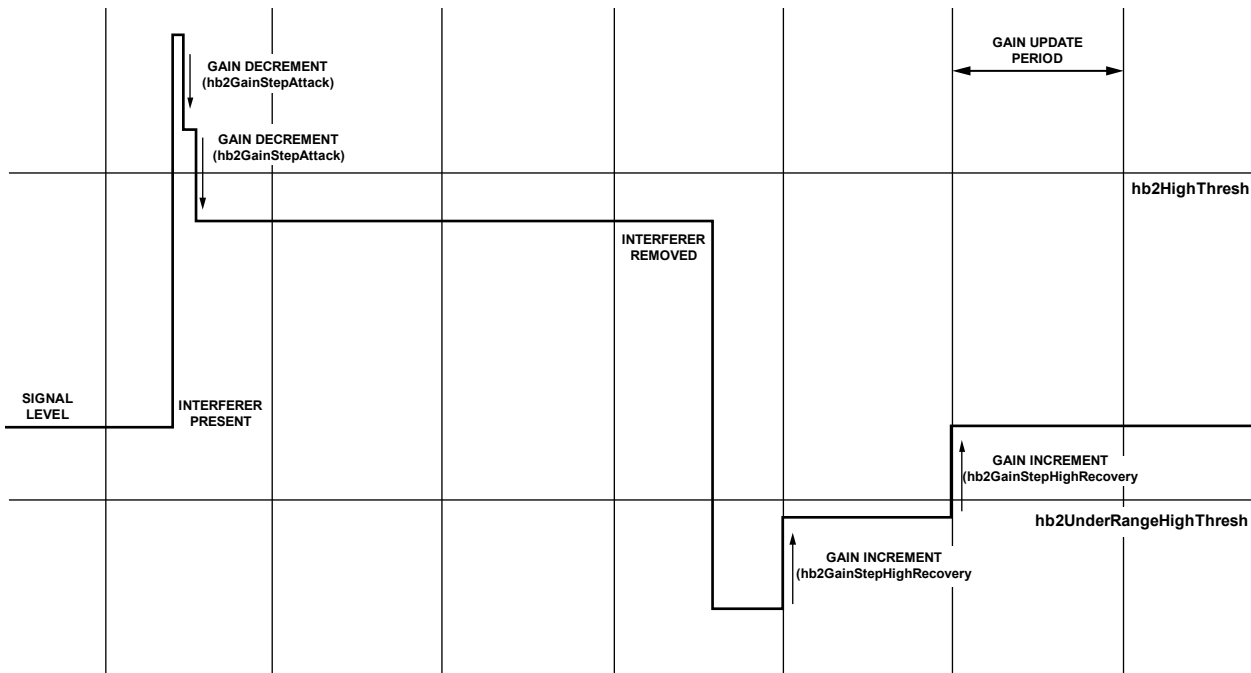 GAIN UPDATE
PERIOD
GAIN DECREMENT
(hb2GainStepAttack)
GAIN DECREMENT
(hb2GainStepAttack)
hb2HighThresh
INTERFERER
REMOVED
SIGNAL
LEVEL
INTERFERER
PRESENT
GAIN INCREMENT
(hb2GainStepHighRecovery
hb2UnderRangeHighThresh
GAIN INCREMENT
(hb2GainStepHighRecovery